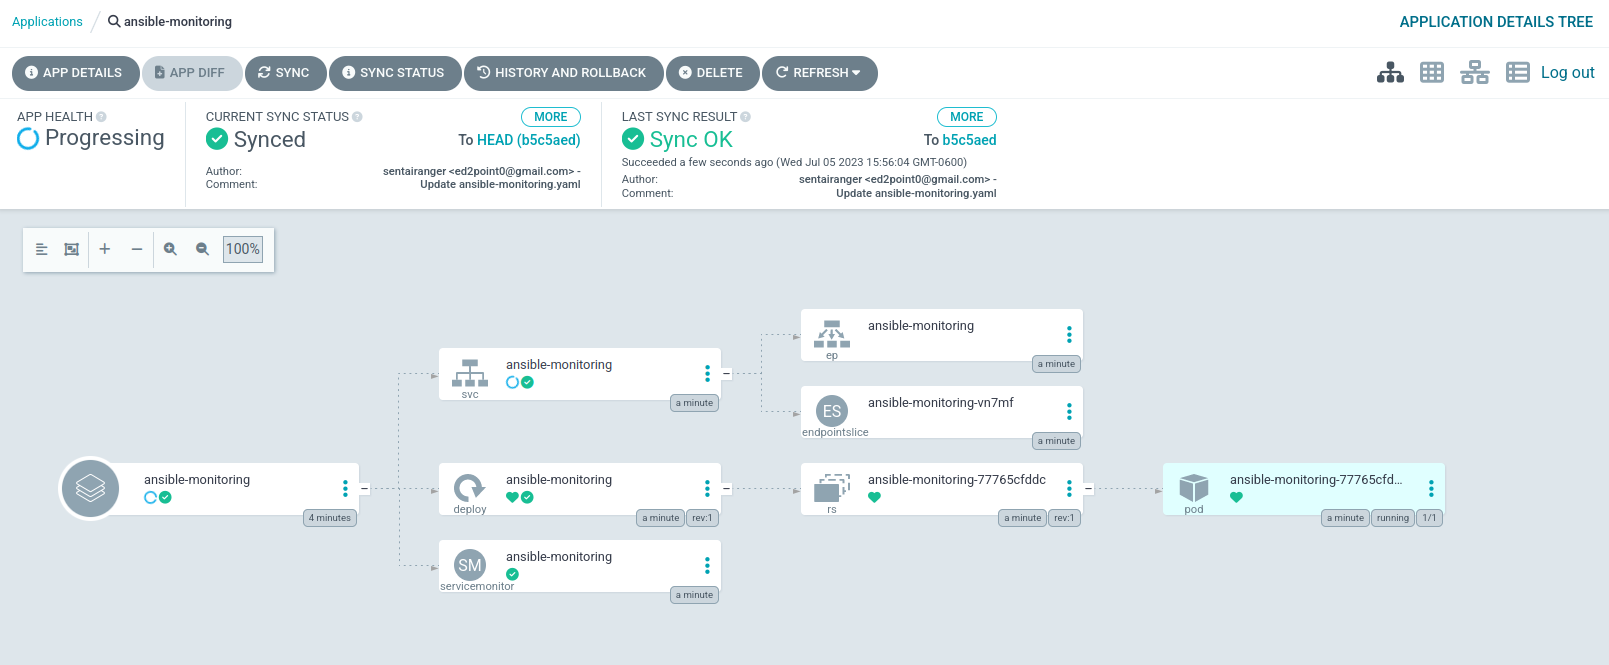 Applications
ansible-monitoring
APPLICATION DETAILS TREE
APP DETAILS
APP DIFF
SYNC
SYNC STATUS
HISTORY AND ROLLBACK
DELETE
REFRESH
Log out
APP HEALTH
Progressing
CURRENT SYNC STATUS
MORE
Synced
To HEAD (b5c5aed)
Author: sentairanger <ed2point0@gmail.com> -
Comment: Update ansible-monitoring.yaml
LAST SYNC RESULT
MORE
Sync OK
To b5c5aed
Succeeded a few seconds ago (Wed Jul 05 2023 15:56:04 GMT-0600)
Author: sentairanger <ed2point0@gmail.com> -
Comment: Update ansible-monitoring.yaml
100%
ansible-monitoring
ep
a minute
ansible-monitoring
svc
a minute
ES
ansible-monitoring-vn7mf
endpointslice
a minute
ansible-monitoring
4 minutes
ansible-monitoring
deploy
a minute
rev:1
ansible-monitoring-77765cfddc
rs
a minute
rev:1
ansible-monitoring-77765cfd...
pod
a minute
running
1/1
SM
ansible-monitoring
servicemonitor
a minute